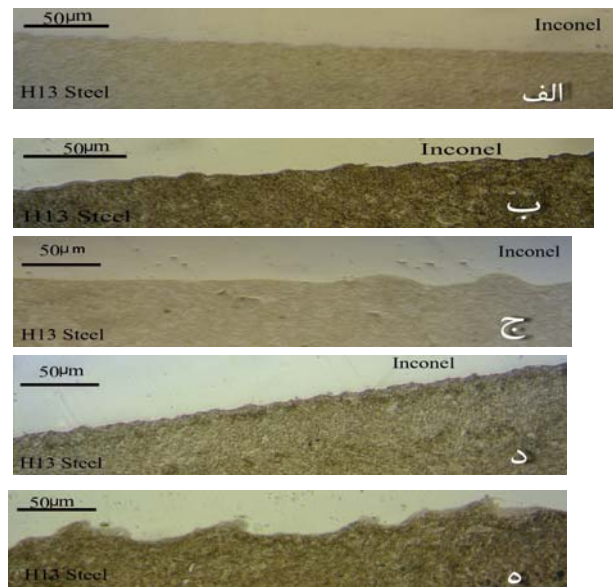 50µm
Inconel
H13 Steel
الف
50µm
Inconel
H13 Steel
ب
50µm
Inconel
H13 Steel
ج
50µm
Inconel
H13 Steel
د
50µm
H13 Steel
ه